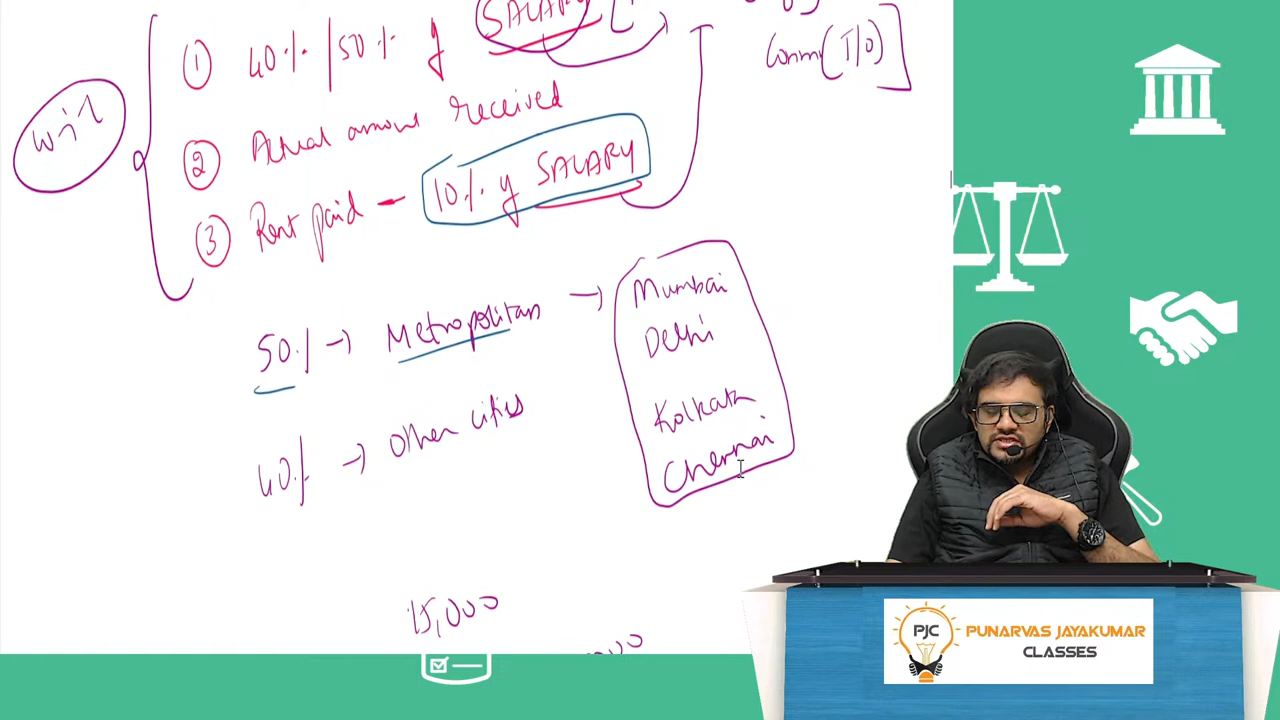 ① 40% / 50% of SALARY [
Comm (T/O) ]
w-i-l
② Actual amount received
③ Rent paid - 10% of SALARY
50% → Metropolitan → Mumbai
Delhi
Kolkata
Chennai
40% → Other cities
15,000
PJC
PUNARVAS JAYAKUMAR
CLASSES